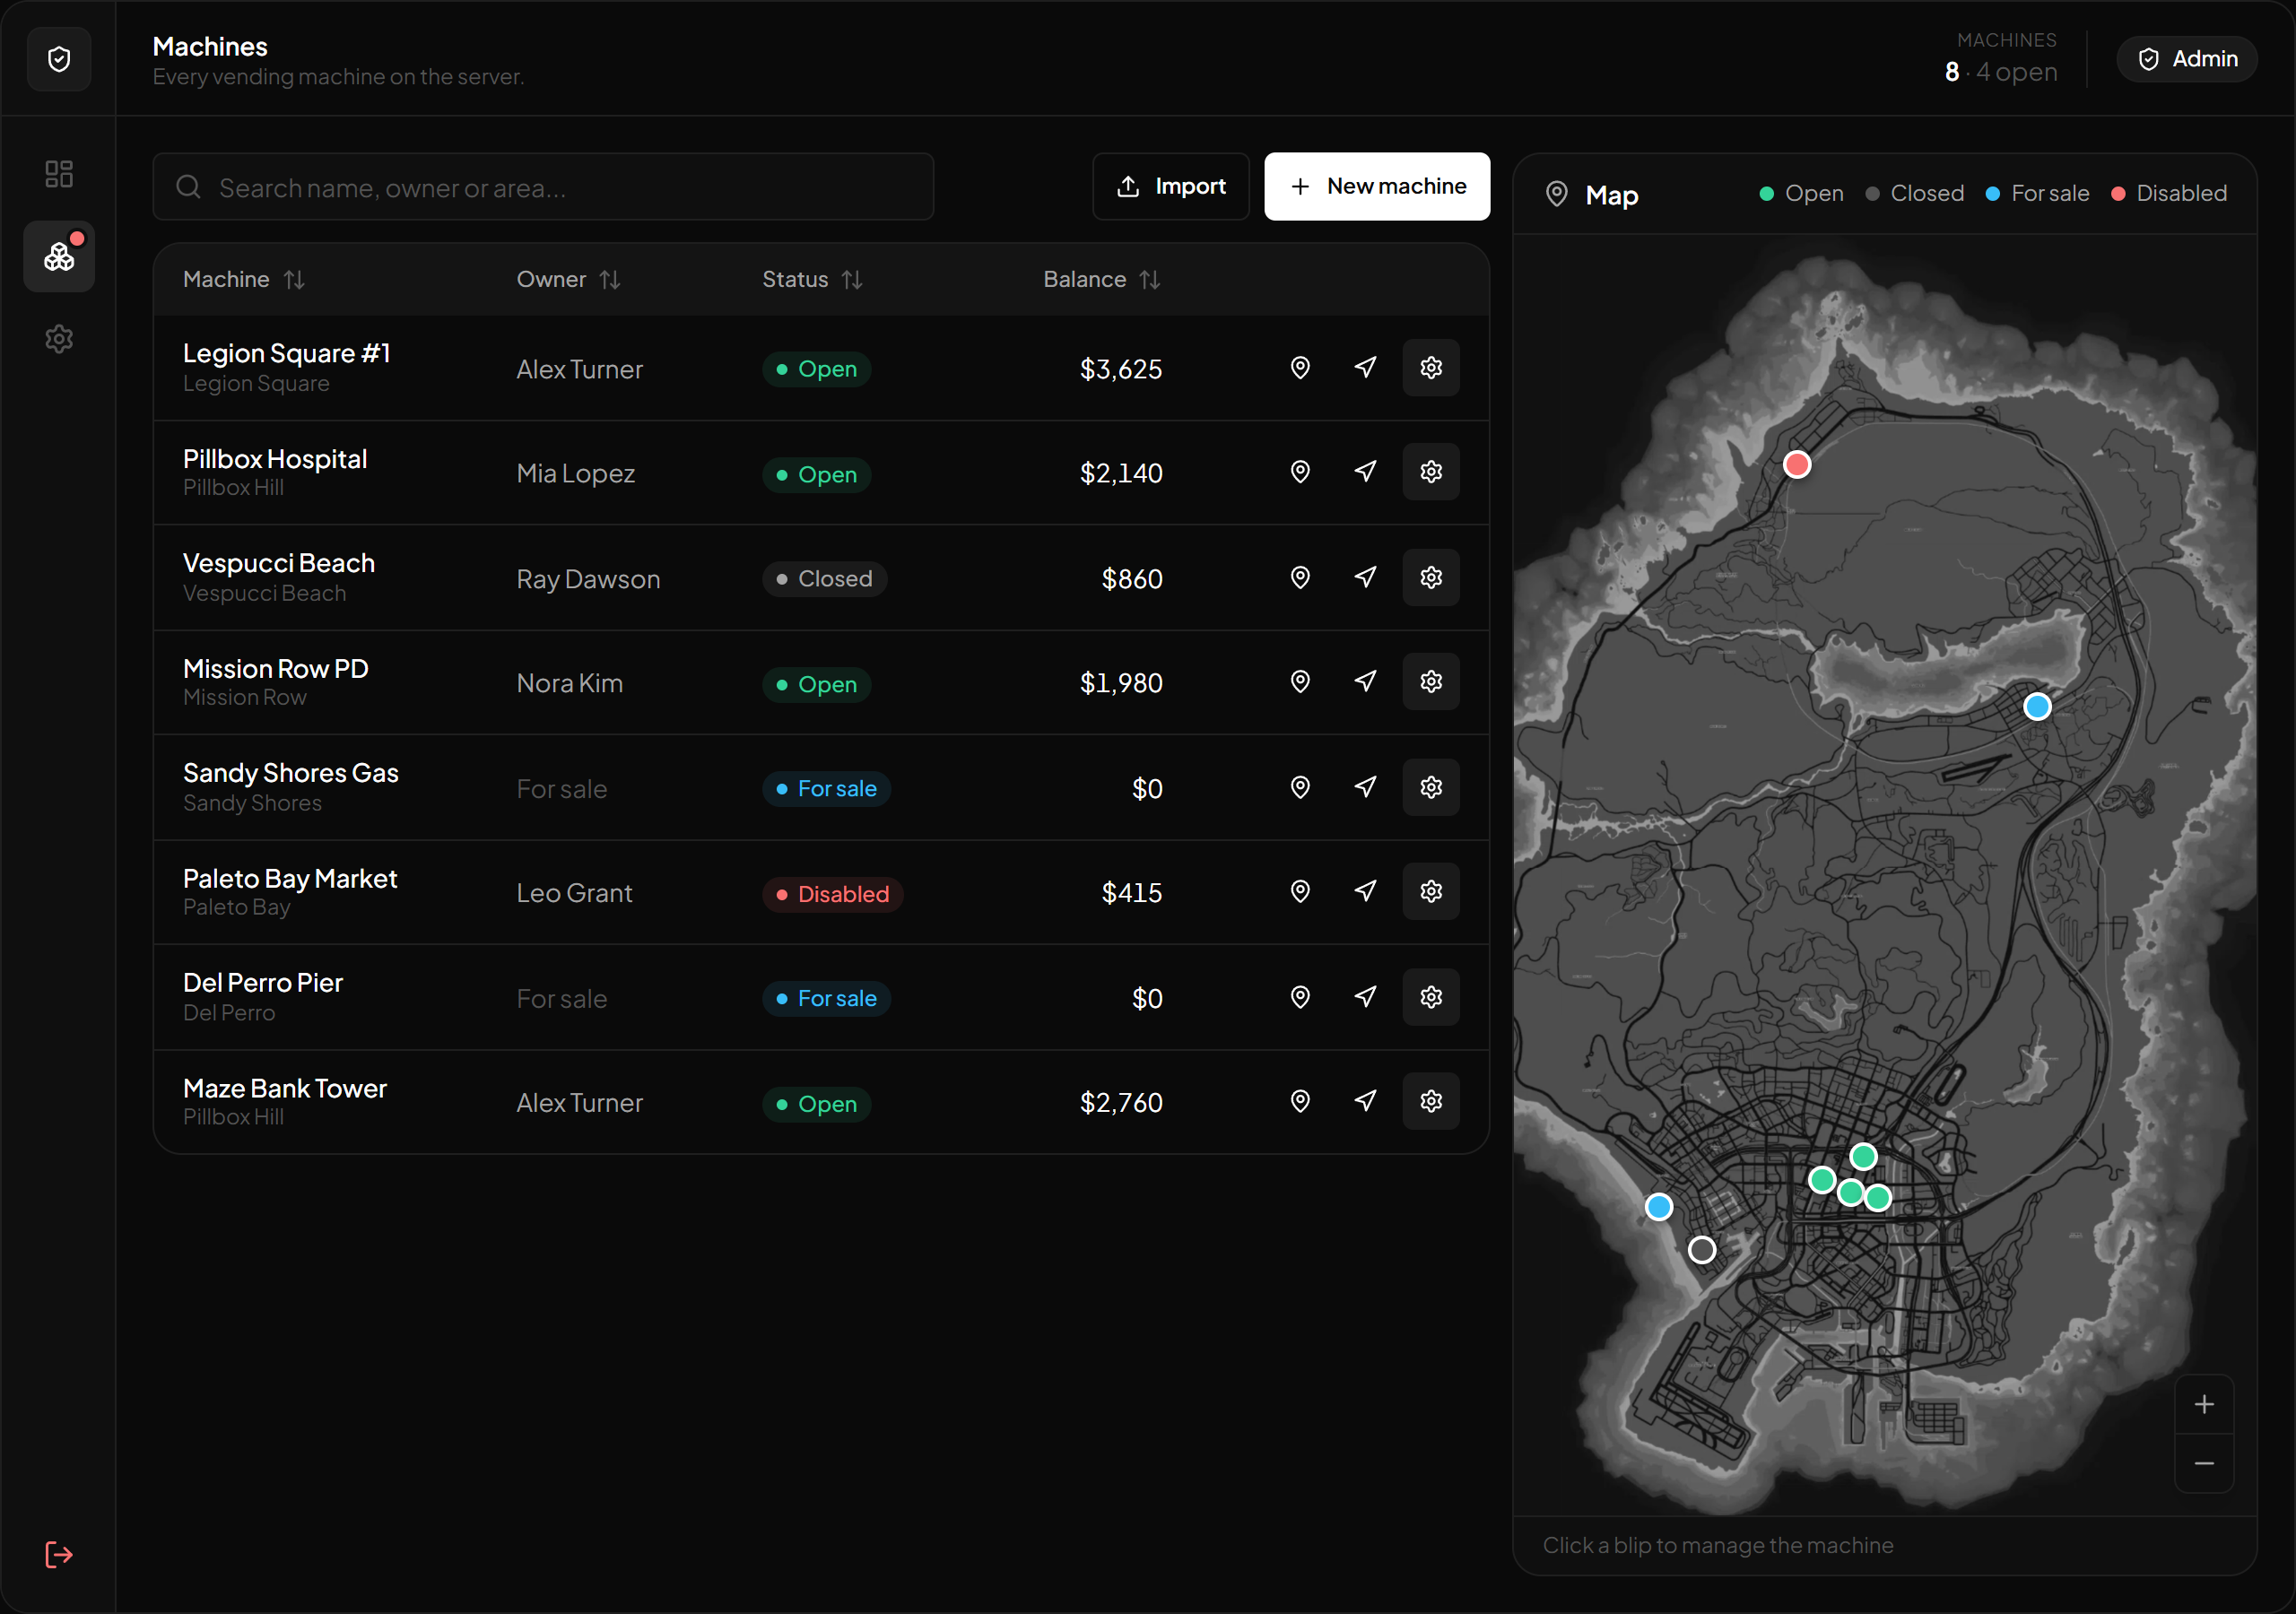 Machines
Every vending machine on the server.
MACHINES
8 · 4 open
Admin
Search name, owner or area...
Import
New machine
Machine
Owner
Status
Balance
Legion Square #1
Legion Square
Alex Turner
Open
$3,625
Pillbox Hospital
Pillbox Hill
Mia Lopez
Open
$2,140
Vespucci Beach
Vespucci Beach
Ray Dawson
Closed
$860
Mission Row PD
Mission Row
Nora Kim
Open
$1,980
Sandy Shores Gas
Sandy Shores
For sale
For sale
$0
Paleto Bay Market
Paleto Bay
Leo Grant
Disabled
$415
Del Perro Pier
Del Perro
For sale
For sale
$0
Maze Bank Tower
Pillbox Hill
Alex Turner
Open
$2,760
Map
Open
Closed
For sale
Disabled
Click a blip to manage the machine